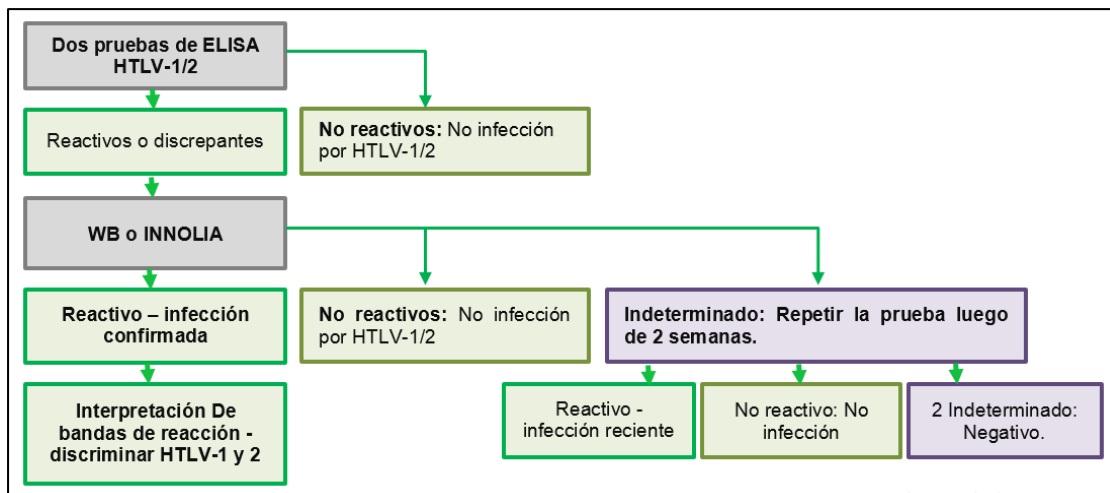 Dos pruebas de ELISA
HTLV-1/2
Reactivos o discrepantes
No reactivos: No infección
por HTLV-1/2
WB o INNOLIA
Reactivo – infección
confirmada
No reactivos: No infección
por HTLV-1/2
Indeterminado: Repetir la prueba luego
de 2 semanas.
Interpretación De
bandas de reacción -
discriminar HTLV-1 y 2
Reactivo -
infección reciente
No reactivo: No
infección
2 Indeterminado:
Negativo.